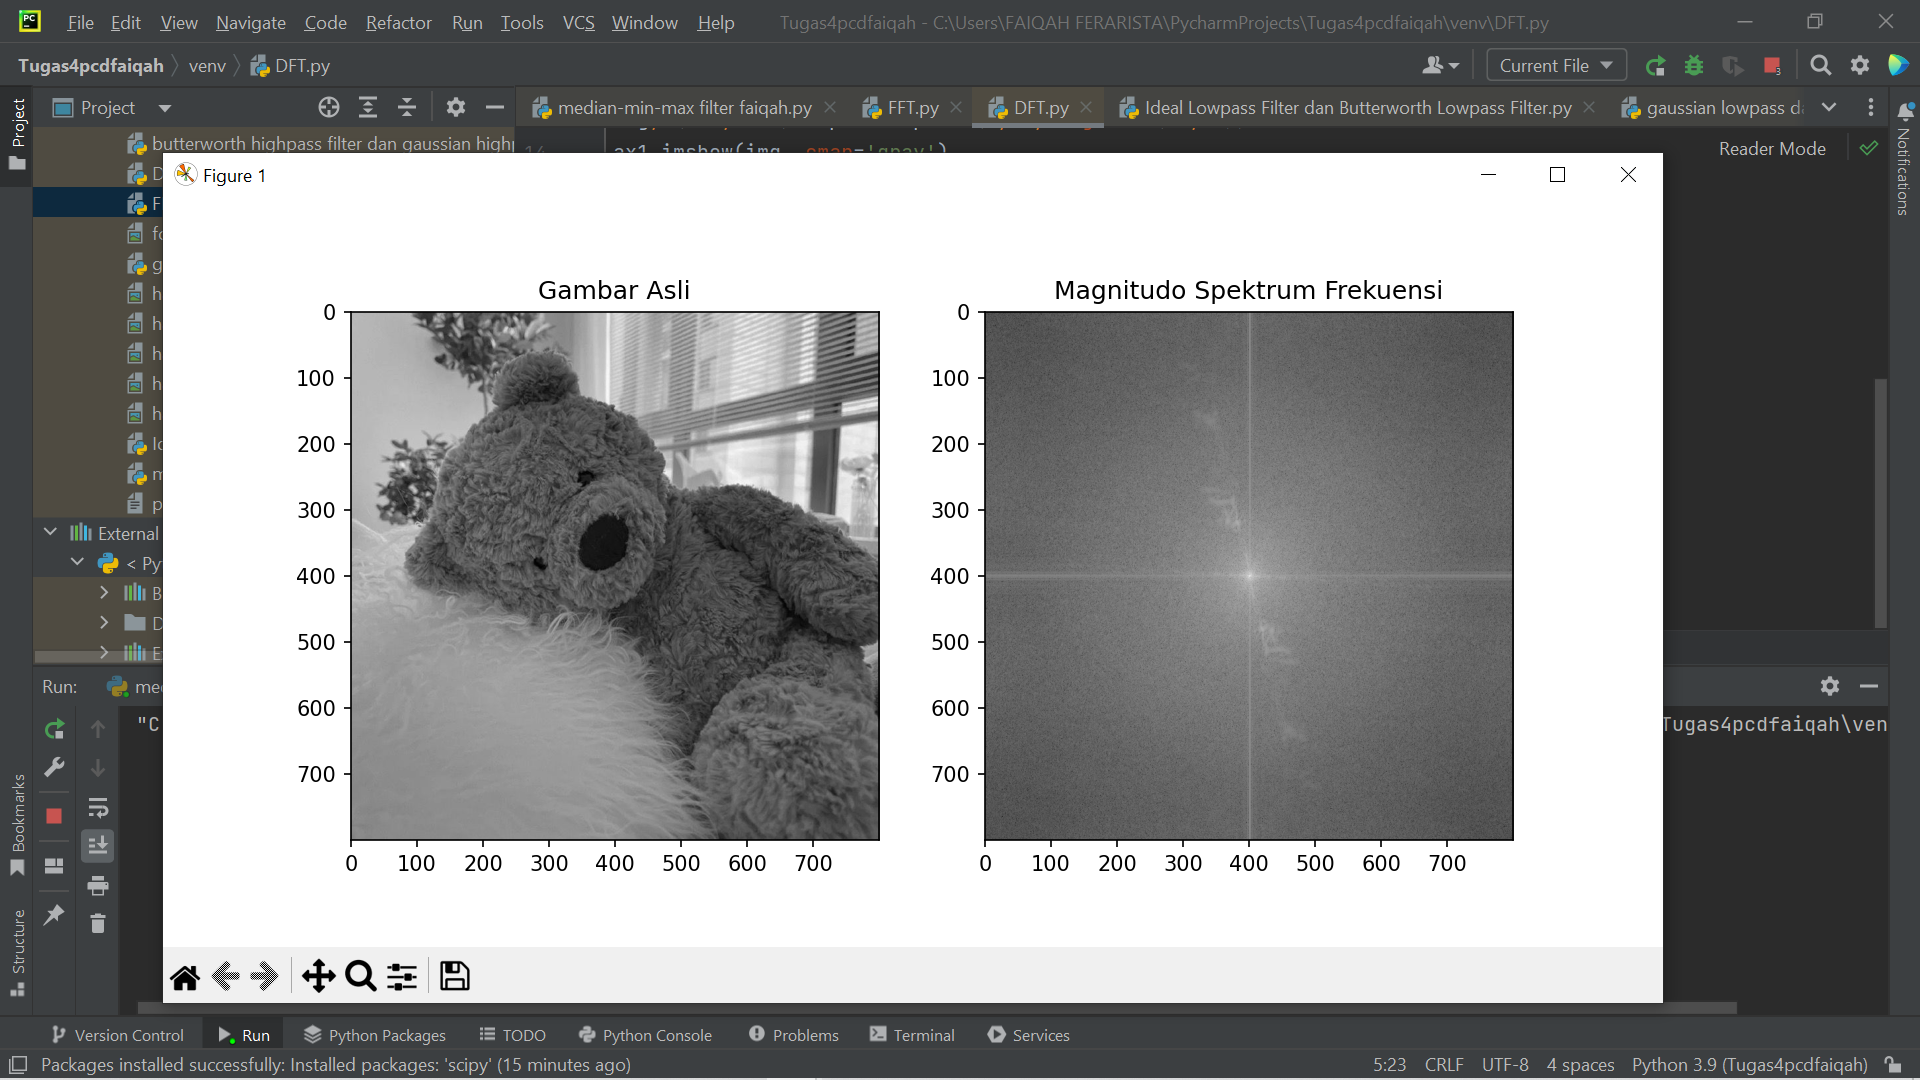 File Edit View Navigate Code Refactor Run Tools VCS Window Help Tugas4pcdfaiqah - C:\Users\FAIQAH FERARISTA\PycharmProjects\Tugas4pcdfaiqah\venv\DFT.py
Tugas4pcdfaiqah venv DFT.py Current File
Project median-min-max filter faiqah.py FFT.py DFT.py Ideal Lowpass Filter dan Butterworth Lowpass Filter.py gaussian lowpass da
Project
Notifications
butterworth highpass filter dan gaussian highp
14 ax1.imshow(img, cmap='gray')
Reader Mode
Figure 1
D
F
fo
g
h
h
h
h
h
lo
m
p
External
< Py
B
D
E
Gambar Asli
0
100
200
300
400
500
600
700
0 100 200 300 400 500 600 700
Magnitudo Spektrum Frekuensi
0
100
200
300
400
500
600
700
0 100 200 300 400 500 600 700
Run: med
"C
Tugas4pcdfaiqah\ven
Bookmarks
Structure
Version Control Run Python Packages TODO Python Console Problems Terminal Services
Packages installed successfully: Installed packages: 'scipy' (15 minutes ago) 5:23 CRLF UTF-8 4 spaces Python 3.9 (Tugas4pcdfaiqah)